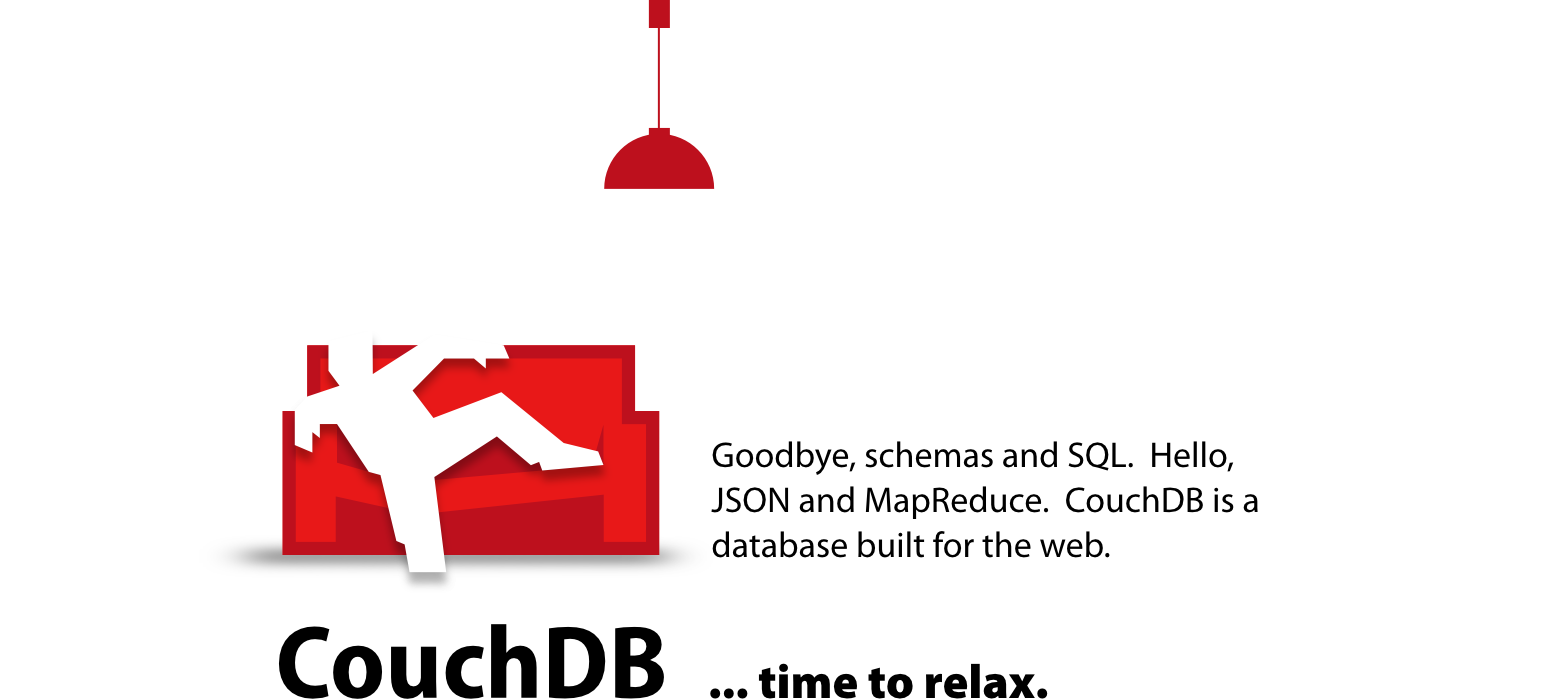 Goodbye, schemas and SQL.  Hello,
JSON and MapReduce.  CouchDB is a
database built for the web.
CouchDB
... time to relax.